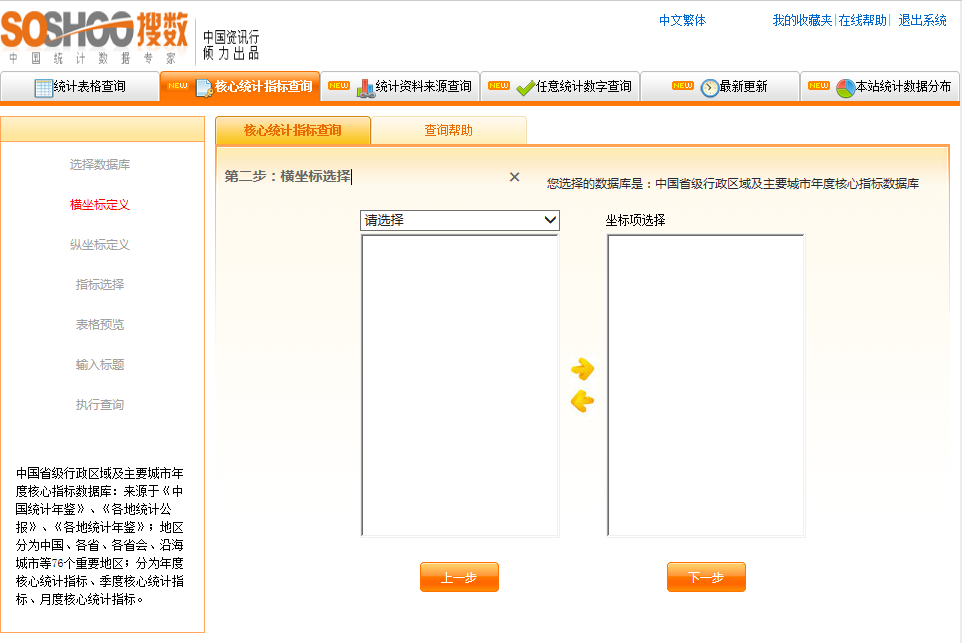 SOSHOO搜数
中国统计数据专家
中国资讯行
倾力出品
中文繁体
我的收藏夹|在线帮助| 退出系统
统计表格查询
NEW 核心统计指标查询
NEW 统计资料来源查询
NEW 任意统计数字查询
NEW 最新更新
NEW 本站统计数据分布
核心统计指标查询
查询帮助
选择数据库
横坐标定义
纵坐标定义
指标选择
表格预览
输入标题
执行查询
中国省级行政区域及主要城市年
度核心指标数据库：来源于《中
国统计年鉴》、《各地统计公
报》、《各地统计年鉴》；地区
分为中国、各省、各省会、沿海
城市等76个重要地区；分为年度
核心统计指标、季度核心统计指
标、月度核心统计指标。
第二步：横坐标选择
您选择的数据库是：中国省级行政区域及主要城市年度核心指标数据库
请选择
坐标项选择
上一步
下一步